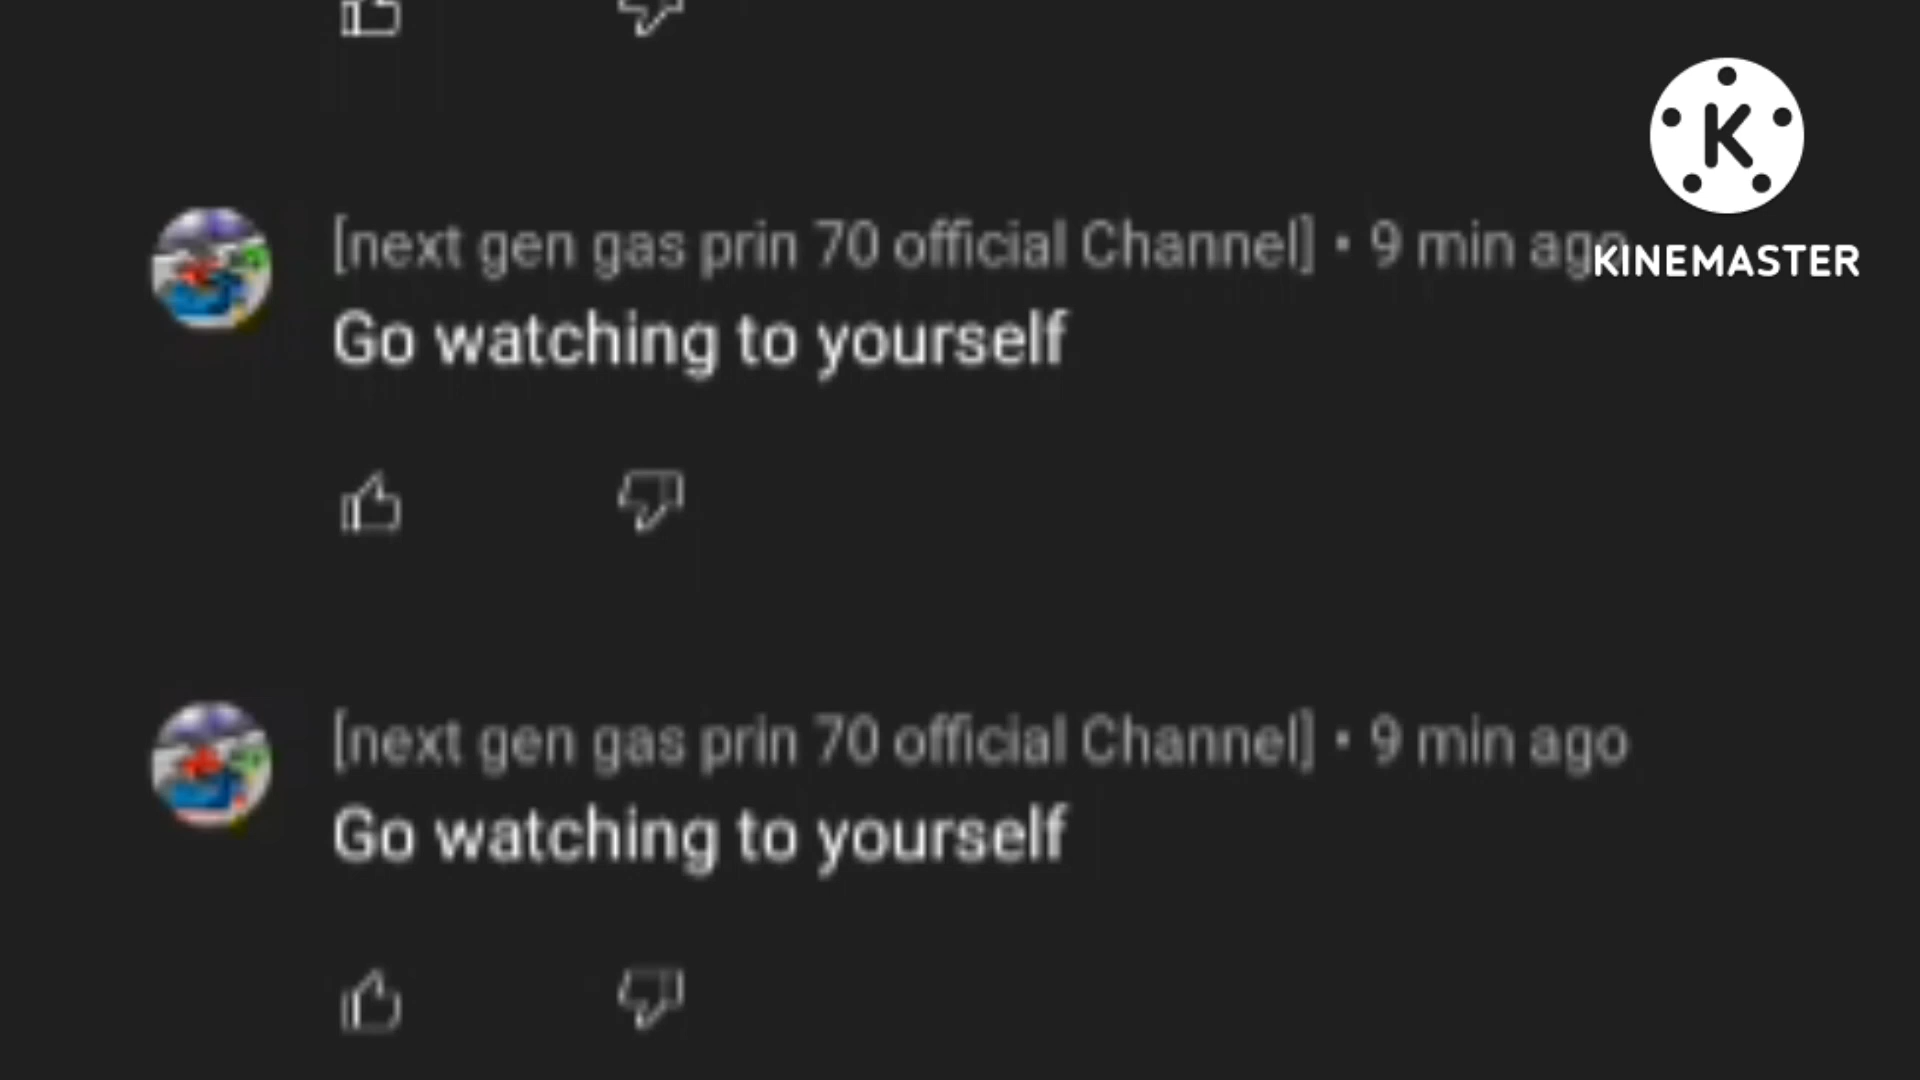 K
KINEMASTER
[next gen gas prin 70 official Channel] • 9 min ago
Go watching to yourself
[next gen gas prin 70 official Channel] • 9 min ago
Go watching to yourself